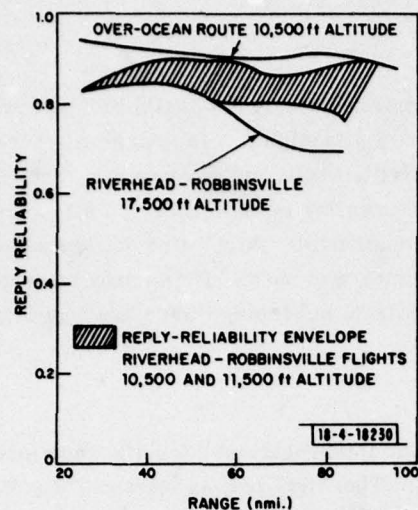 1.0
OVER-OCEAN ROUTE 10,500 ft ALTITUDE
0.8
RIVERHEAD-ROBBINSVILLE
17,500 ft ALTITUDE
0.6
REPLY RELIABILITY
0.4
REPLY-RELIABILITY ENVELOPE
RIVERHEAD-ROBBINSVILLE FLIGHTS
10,500 AND 11,500 ft ALTITUDE
0.2
18-4-18230
0
20 40 60 80 100
RANGE (nmi.)